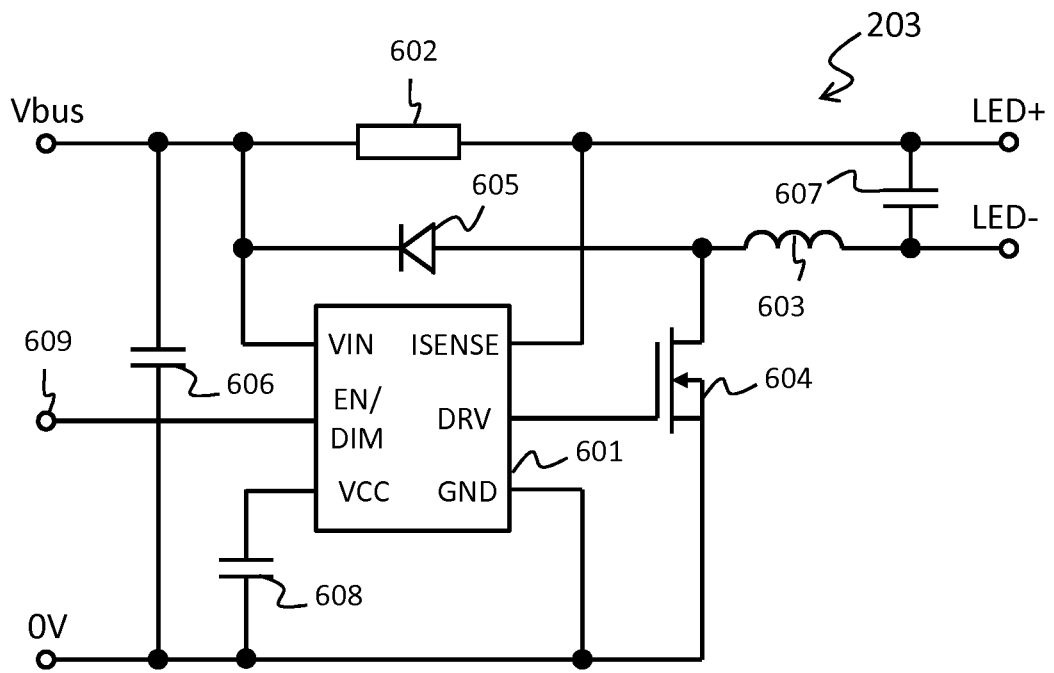 203
602
Vbus
LED+
605
607
LED-
603
609
VIN
ISENSE
606
604
EN/
DIM
DRV
601
VCC
GND
608
0V